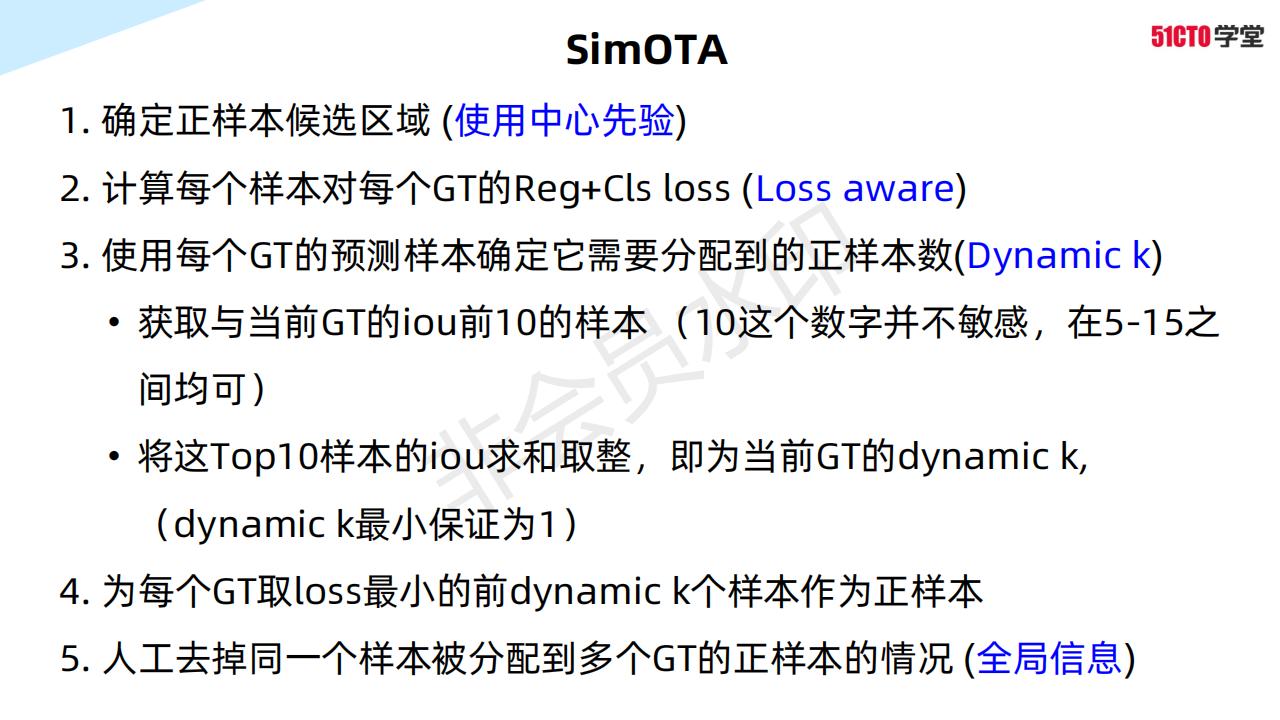 SimOTA
51CTO学堂
1. 确定正样本候选区域 (使用中心先验)
2. 计算每个样本对每个GT的Reg+Cls loss (Loss aware)
3. 使用每个GT的预测样本确定它需要分配到的正样本数(Dynamic k)
• 获取与当前GT的iou前10的样本（10这个数字并不敏感，在5-15之
间均可）
• 将这Top10样本的iou求和取整，即为当前GT的dynamic k,
（dynamic k最小保证为1）
4. 为每个GT取loss最小的前dynamic k个样本作为正样本
5. 人工去掉同一个样本被分配到多个GT的正样本的情况 (全局信息)
非会员水印